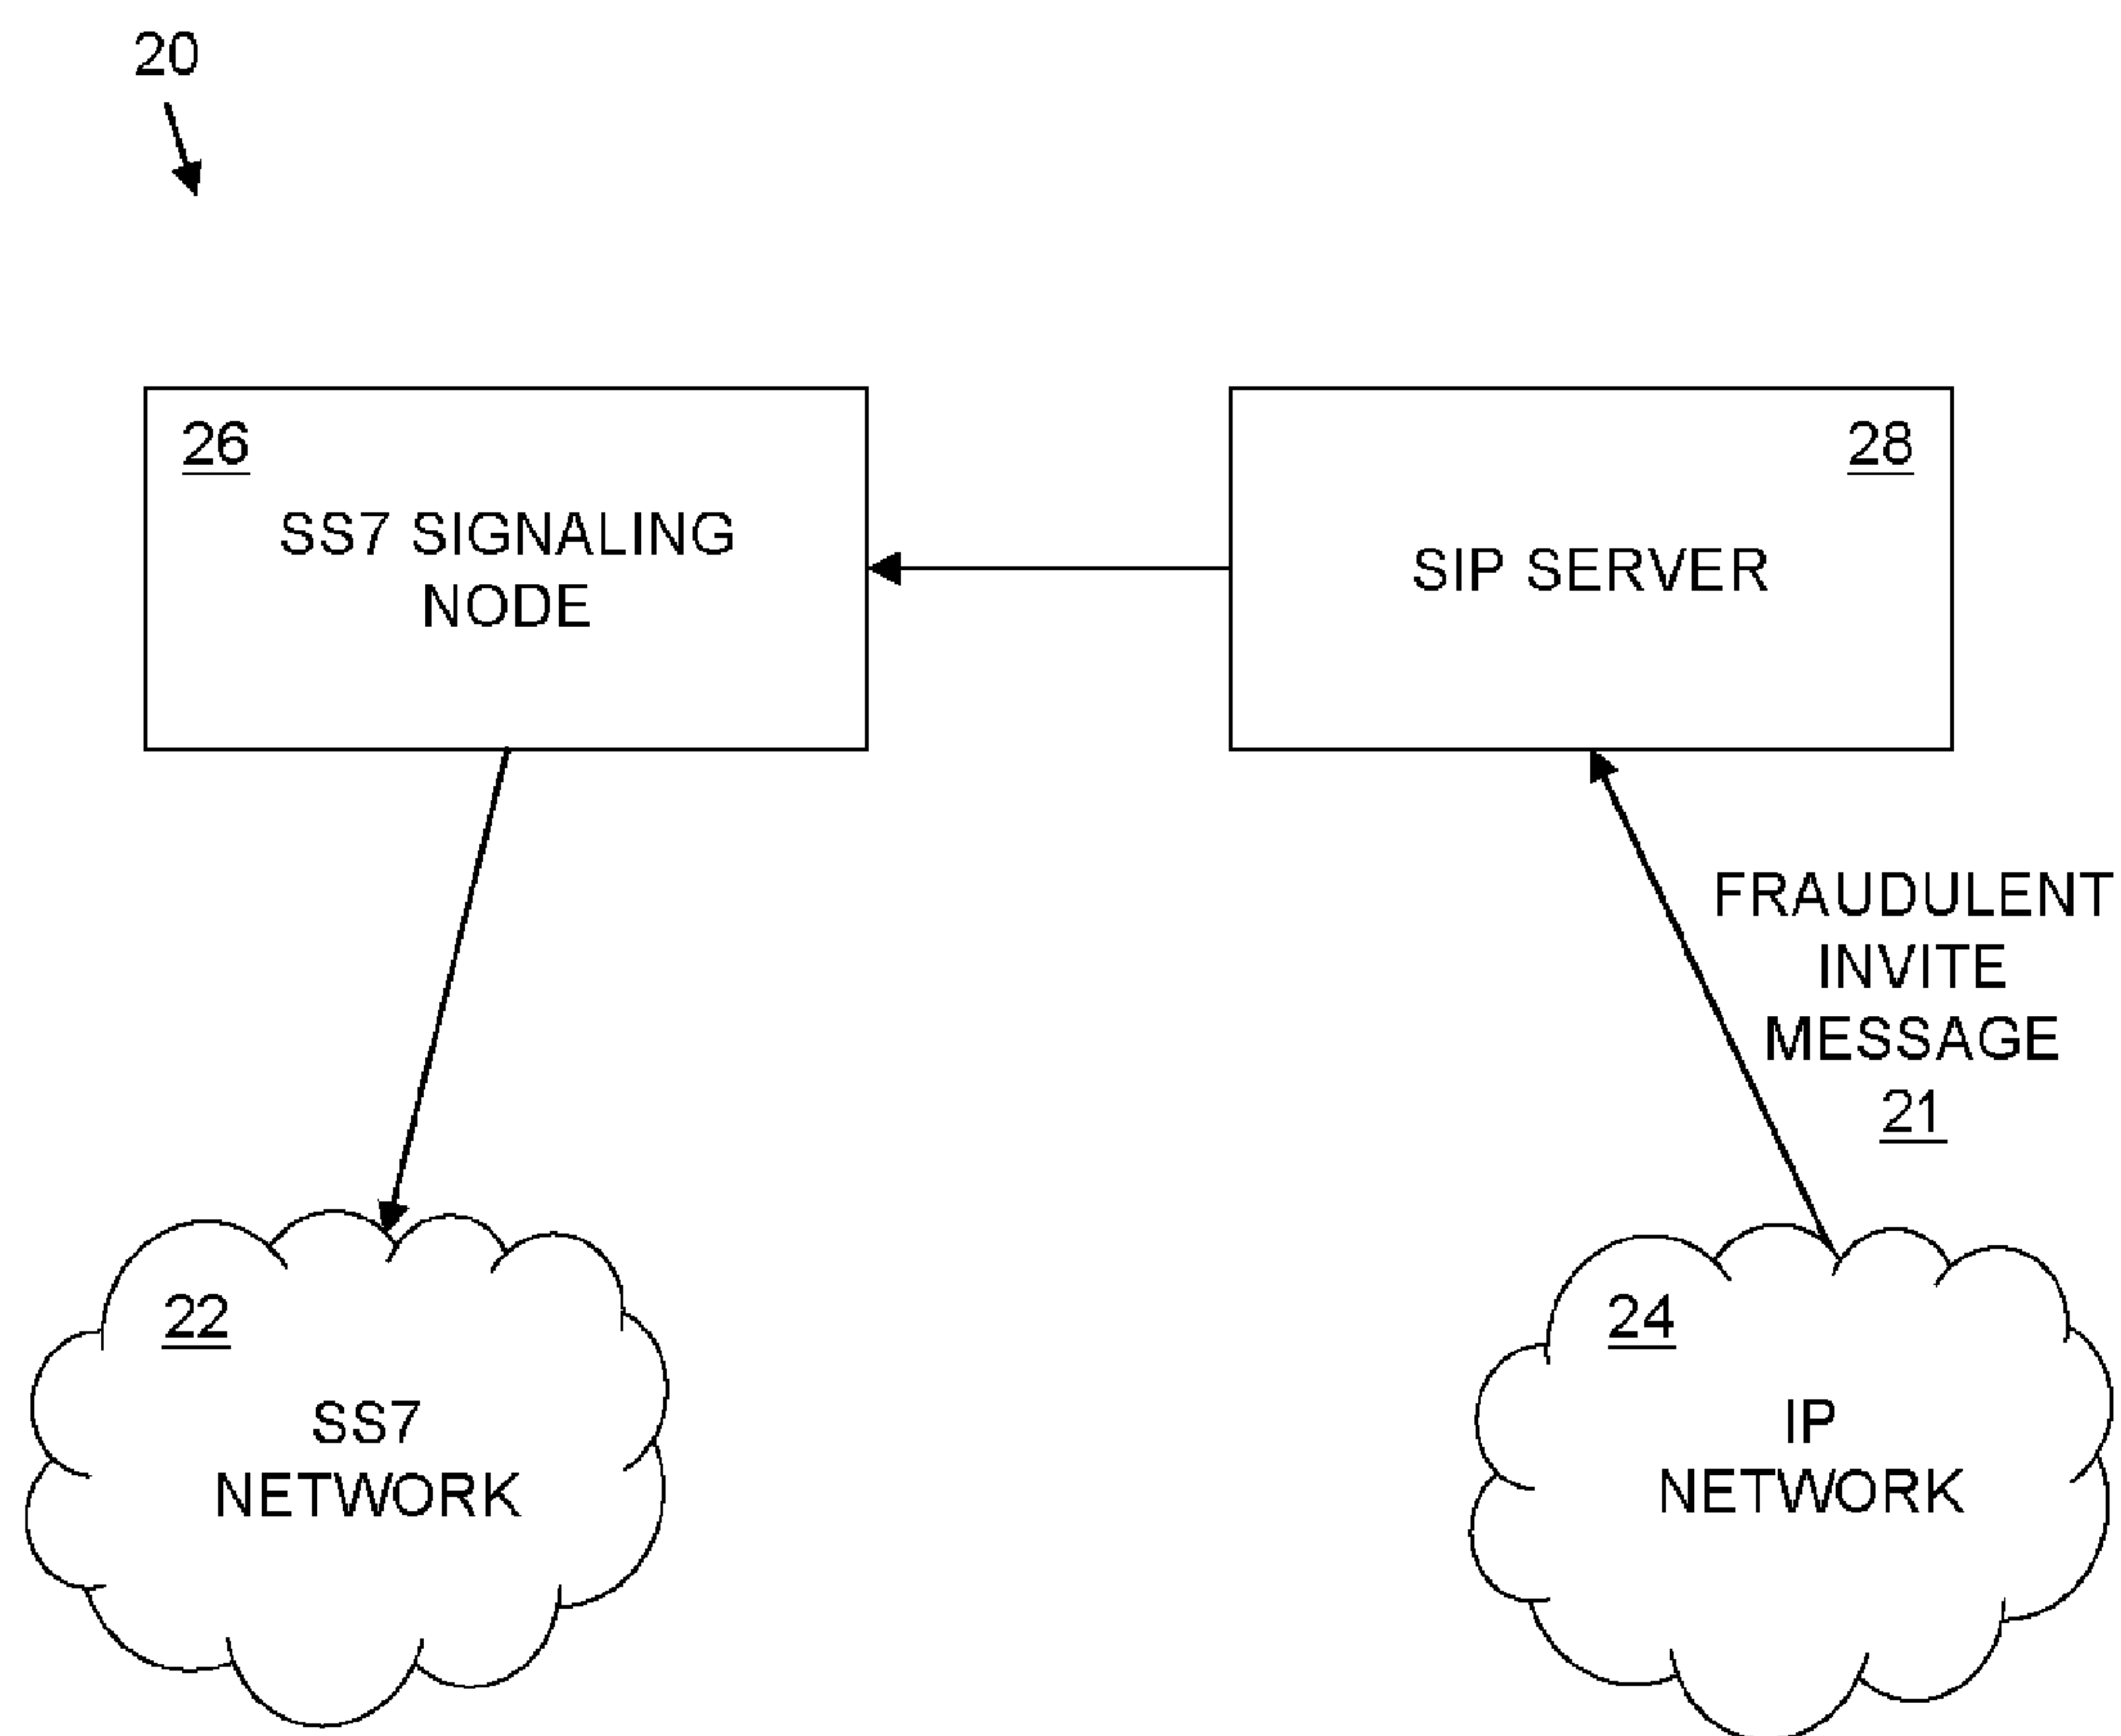 20
26
SS7 SIGNALING
NODE
28
SIP SERVER
FRAUDULENT
INVITE
MESSAGE
21
22
SS7
NETWORK
24
IP
NETWORK